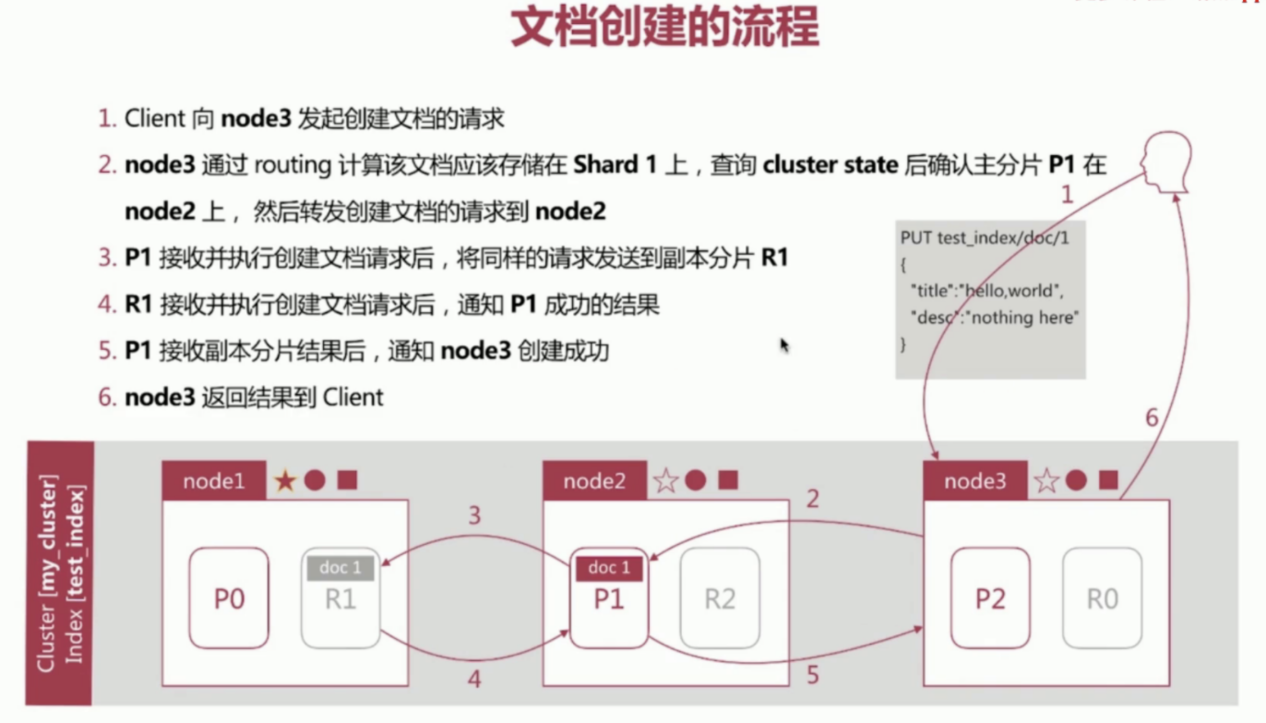 文档创建的流程
1. Client 向 node3 发起创建文档的请求
2. node3 通过 routing 计算该文档应该存储在 Shard 1 上，查询 cluster state 后确认主分片 P1 在
node2 上， 然后转发创建文档的请求到 node2
3. P1 接收并执行创建文档请求后，将同样的请求发送到副本分片 R1
4. R1 接收并执行创建文档请求后，通知 P1 成功的结果
5. P1 接收副本分片结果后，通知 node3 创建成功
6. node3 返回结果到 Client
1
PUT test_index/doc/1
{
"title":"hello,world",
"desc":"nothing here"
}
6
Cluster [my_cluster]
Index [test_index]
node1
node2
node3
3
2
doc 1
doc 1
P0
R1
P1
R2
P2
R0
4
5